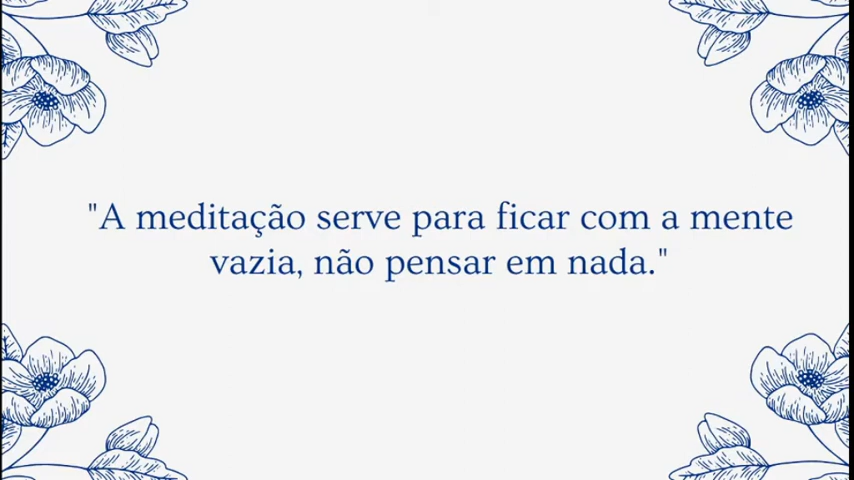 "A meditação serve para ficar com a mente
vazia, não pensar em nada."